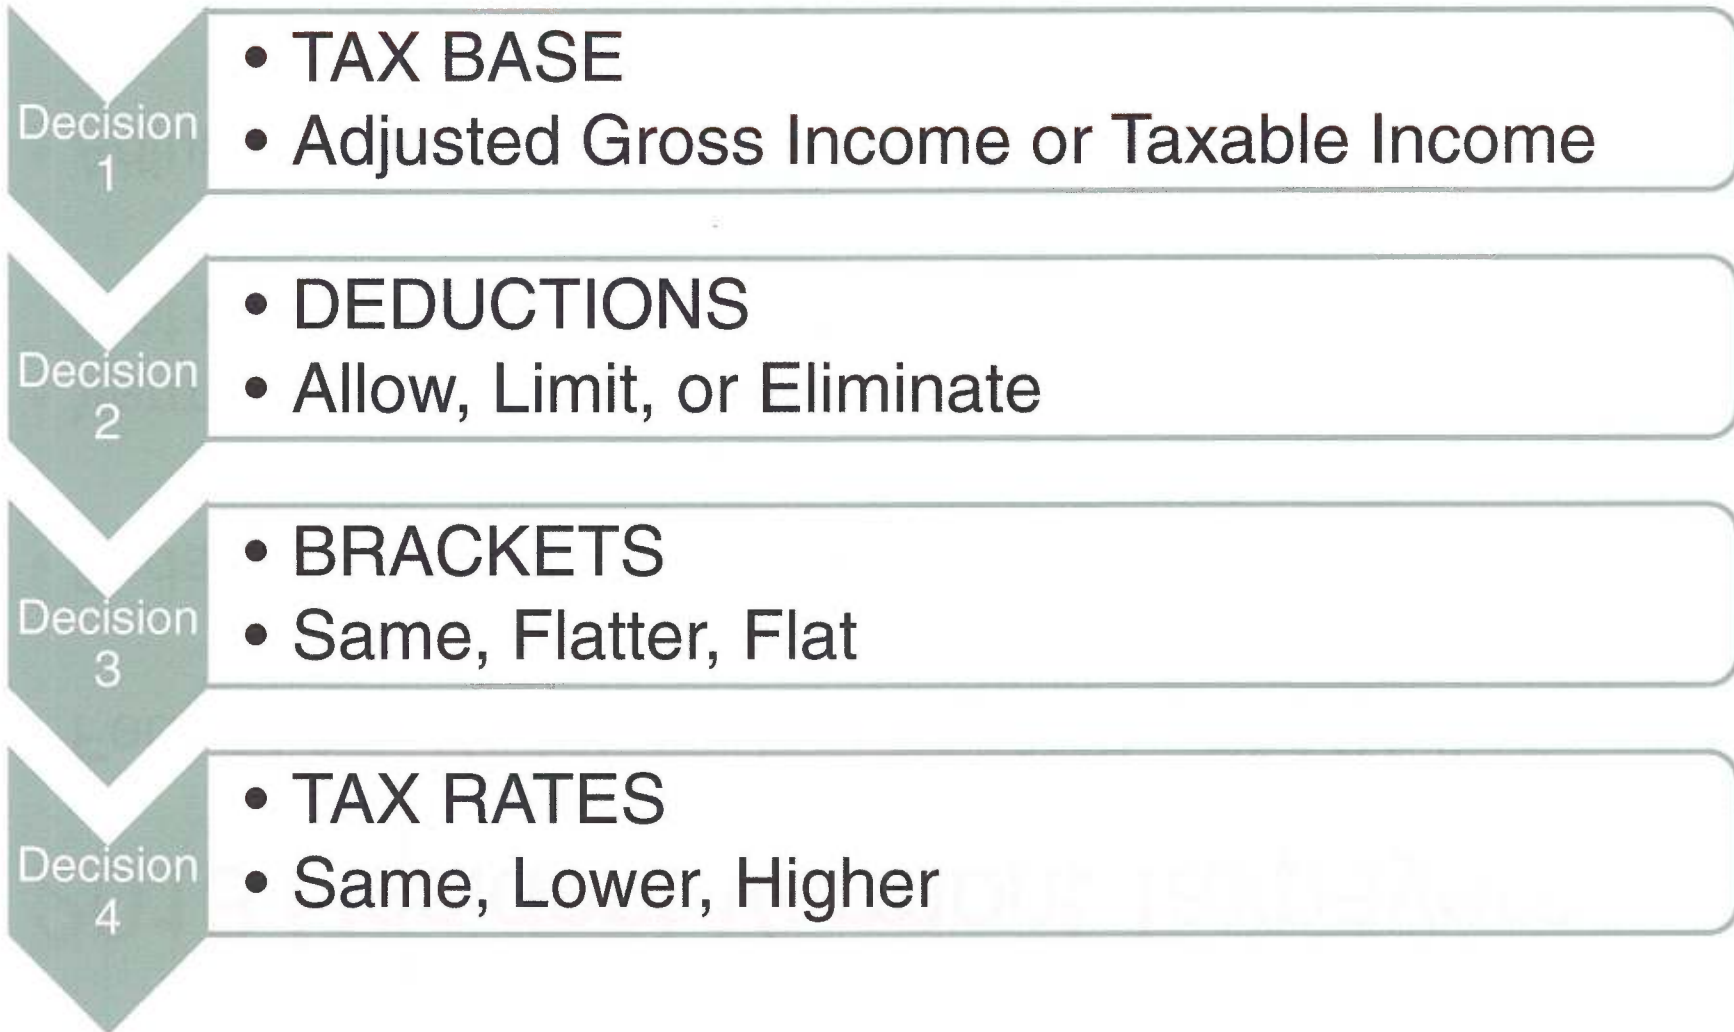 Decision
1
• TAX BASE
• Adjusted Gross Income or Taxable Income
Decision
2
• DEDUCTIONS
• Allow, Limit, or Eliminate
Decision
3
• BRACKETS
• Same, Flatter, Flat
Decision
4
• TAX RATES
• Same, Lower, Higher